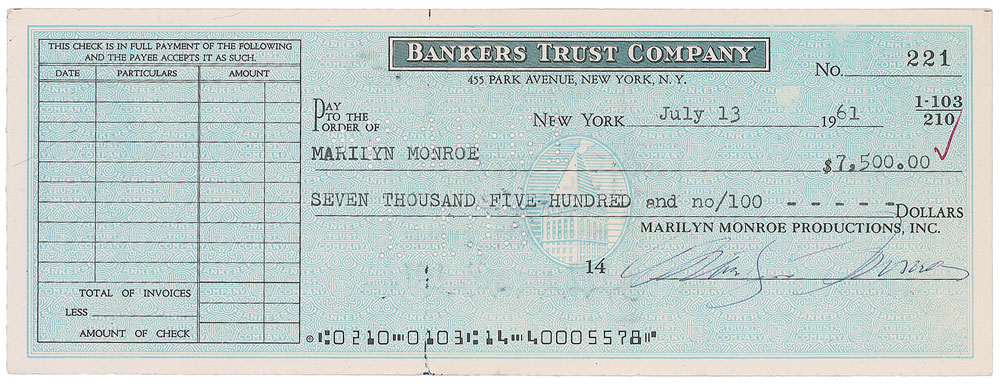 THIS CHECK IS IN FULL PAYMENT OF THE FOLLOWING
AND THE PAYEE ACCEPTS IT AS SUCH.
DATE PARTICULARS AMOUNT
TOTAL OF INVOICES
LESS
AMOUNT OF CHECK
BANKERS TRUST COMPANY
455 PARK AVENUE, NEW YORK, N.Y.
No. 221
PAY TO THE ORDER OF
NEW YORK July 13 1961
1-103
210
MARILYN MONROE $7,500.00
SEVEN THOUSAND FIVE HUNDRED and no/100 - - - - - DOLLARS
MARILYN MONROE PRODUCTIONS, INC.
14 Marilyn Monroe
⑆0210⑉0103⑆14⑉40005578⑈